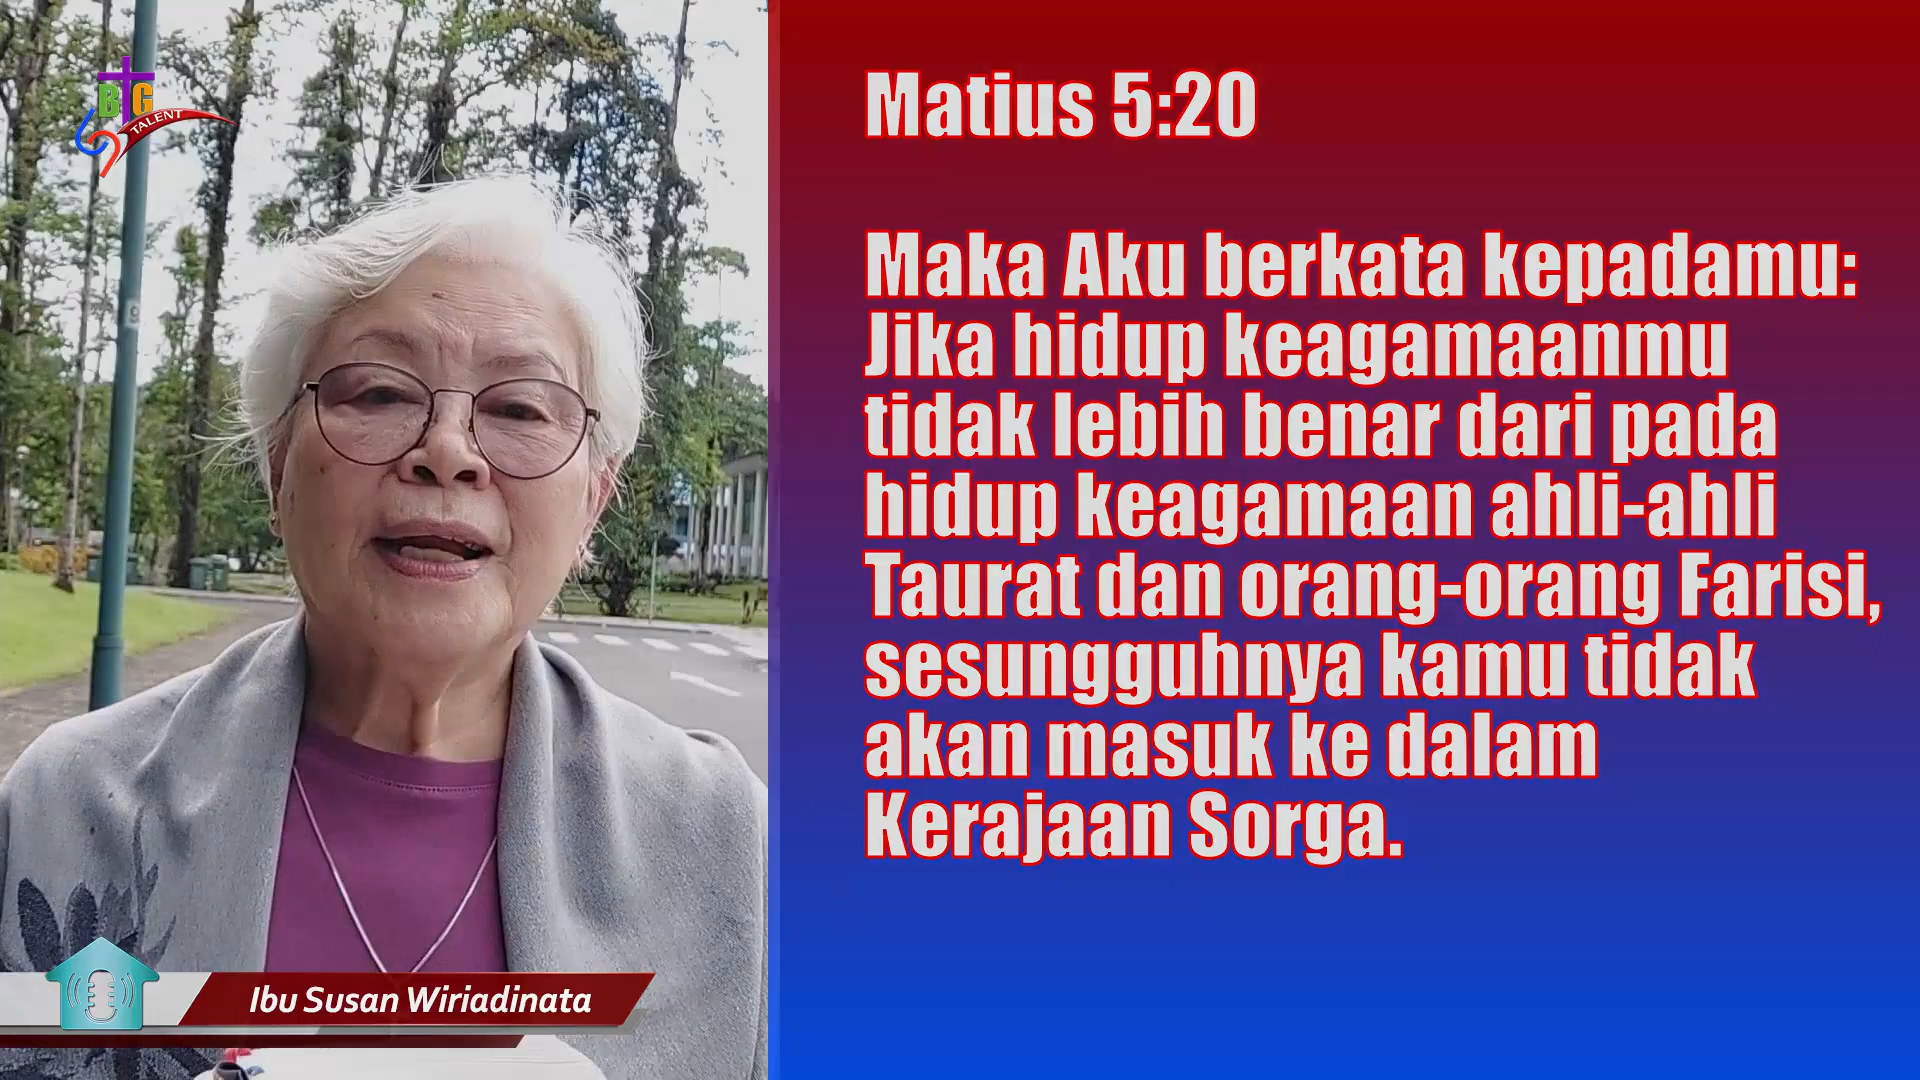 BTG
TALENT
9
Matius 5:20
Maka Aku berkata kepadamu:
Jika hidup keagamaanmu
tidak lebih benar dari pada
hidup keagamaan ahli-ahli
Taurat dan orang-orang Farisi,
sesungguhnya kamu tidak
akan masuk ke dalam
Kerajaan Sorga.
Ibu Susan Wiriadinata